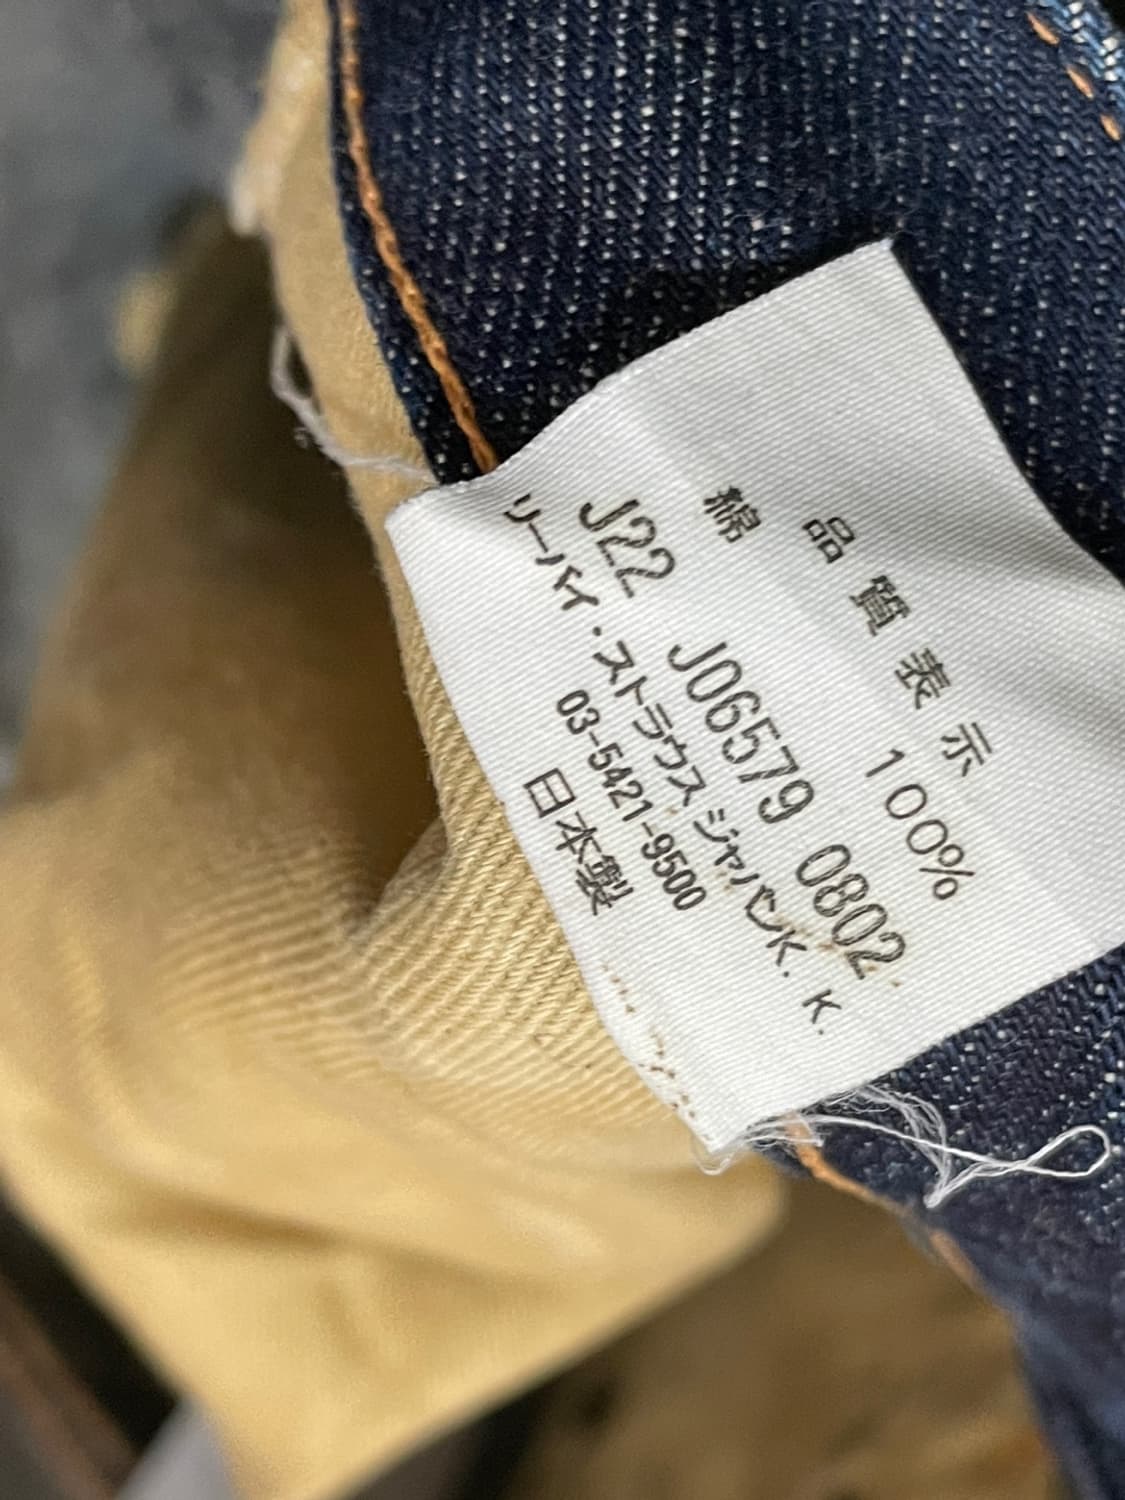 品質表示
綿 100%
J22 J06579 0802
リーバイ・ストラウス ジャパンK.K.
03-5421-9500
日本製